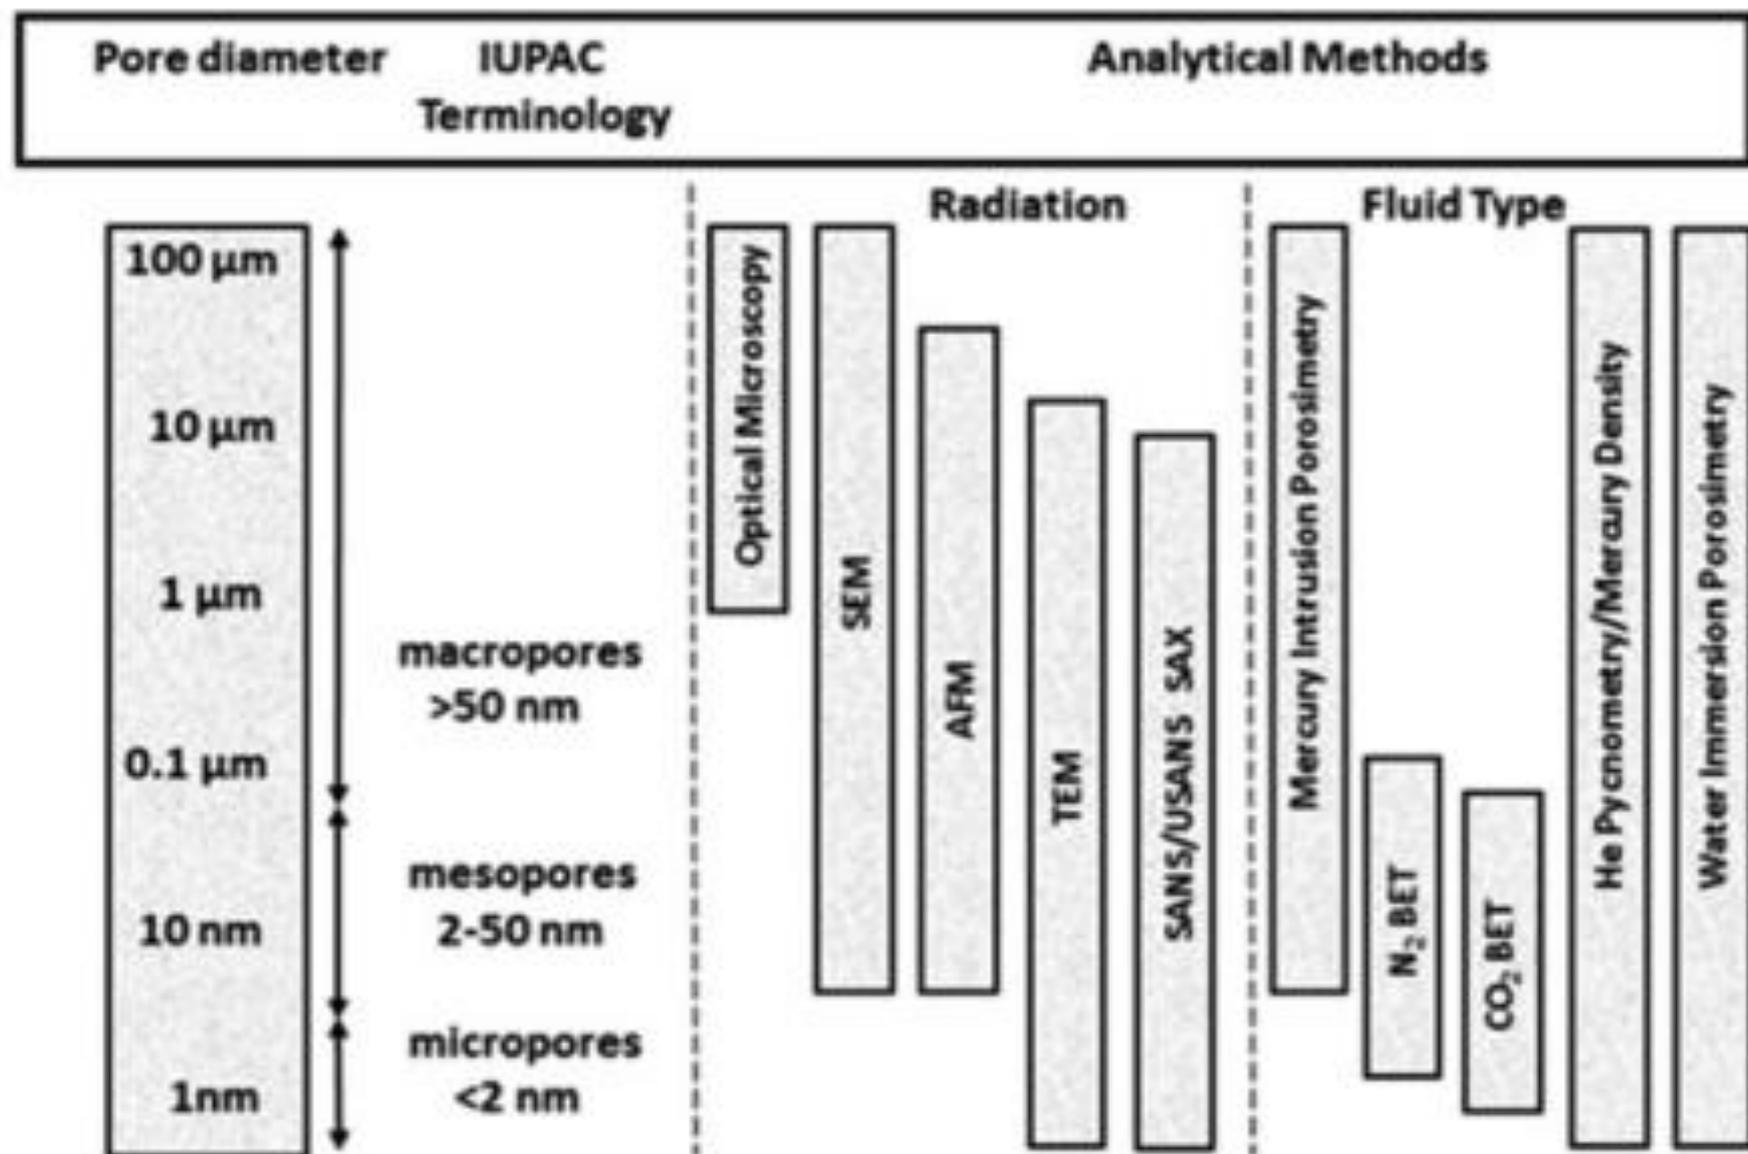 Pore diameter
IUPAC
Terminology
Analytical Methods
Radiation
Fluid Type
100 µm
10 µm
1 µm
0.1 µm
10 nm
1nm
macropores
>50 nm
mesopores
2-50 nm
micropores
<2 nm
Optical Microscopy
SEM
AFM
TEM
SANS/USANS SAX
Mercury Intrusion Porosimetry
N₂ BET
CO₂ BET
He Pycnometry/Mercury Density
Water Immersion Porosimetry